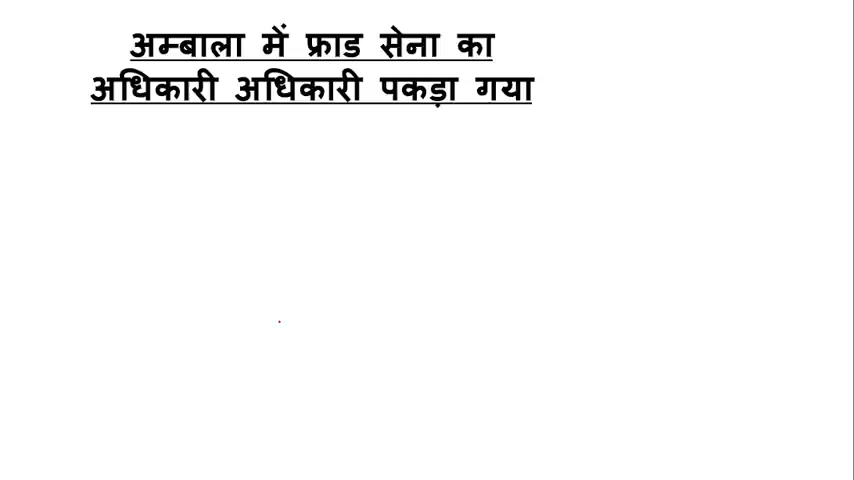 अम्बाला में फ्राड सेना का
अधिकारी अधिकारी पकड़ा गया